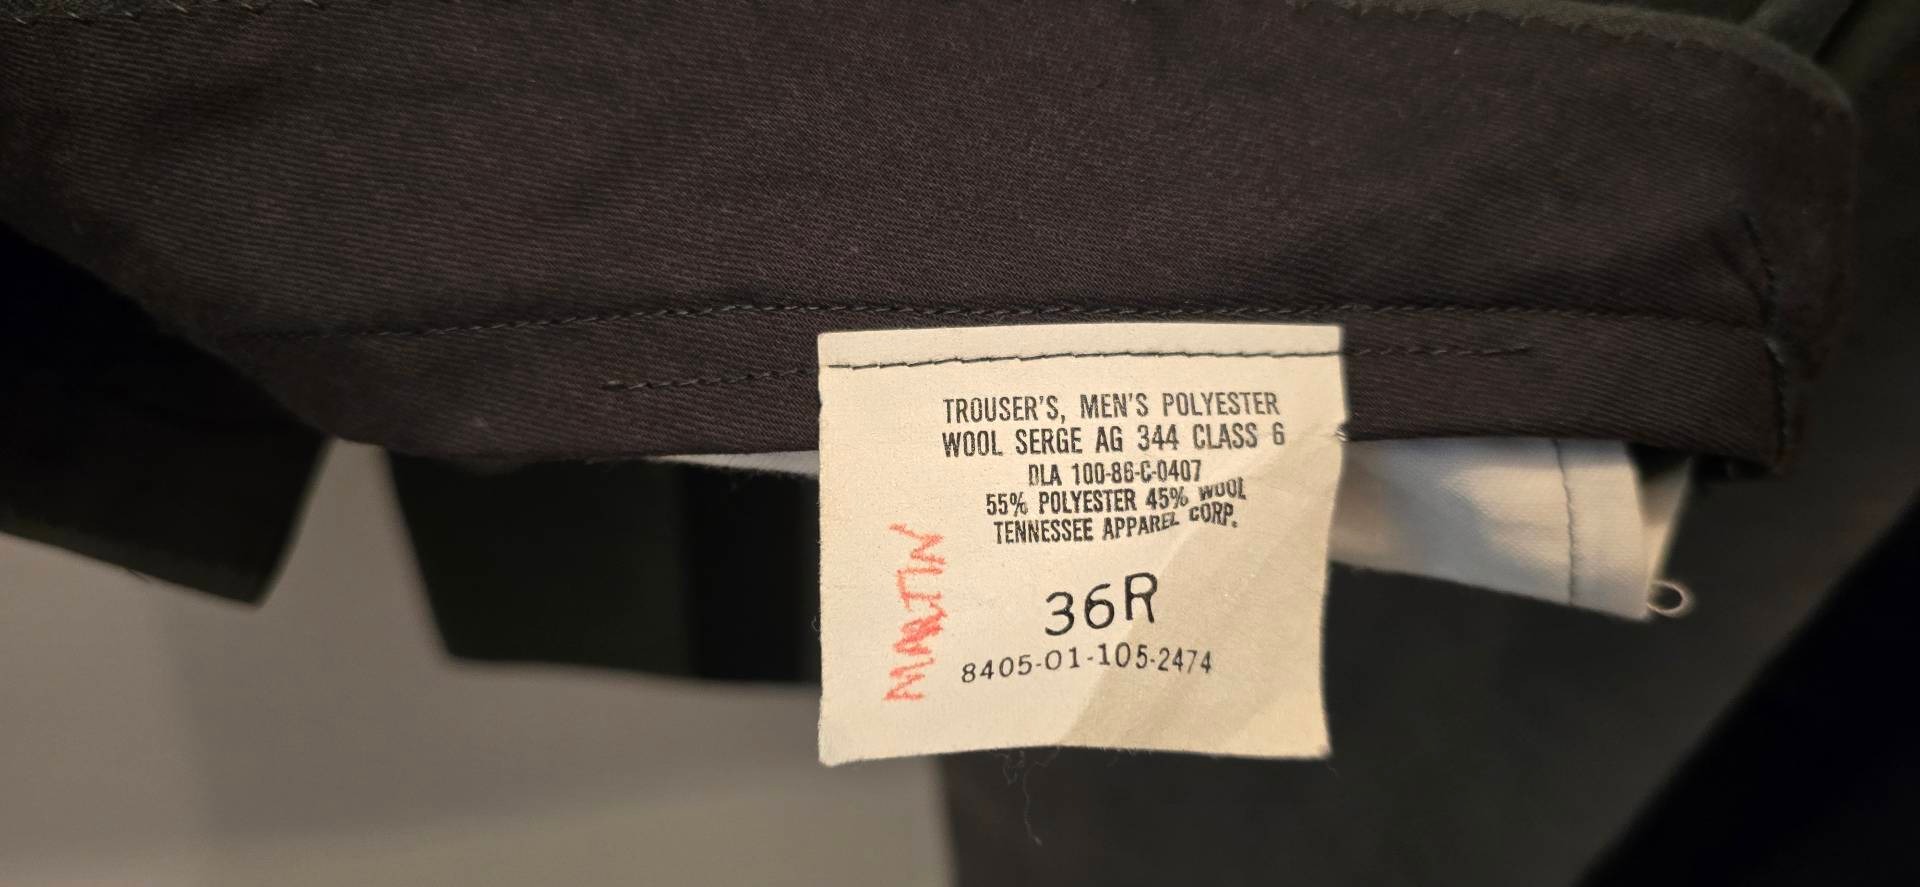 TROUSER'S, MEN'S POLYESTER
WOOL SERGE AG 344 CLASS 6
DLA 100-86-C-0407
55% POLYESTER 45% WOOL
TENNESSEE APPAREL CORP.
MARTIN
36R
8405-01-105-2474